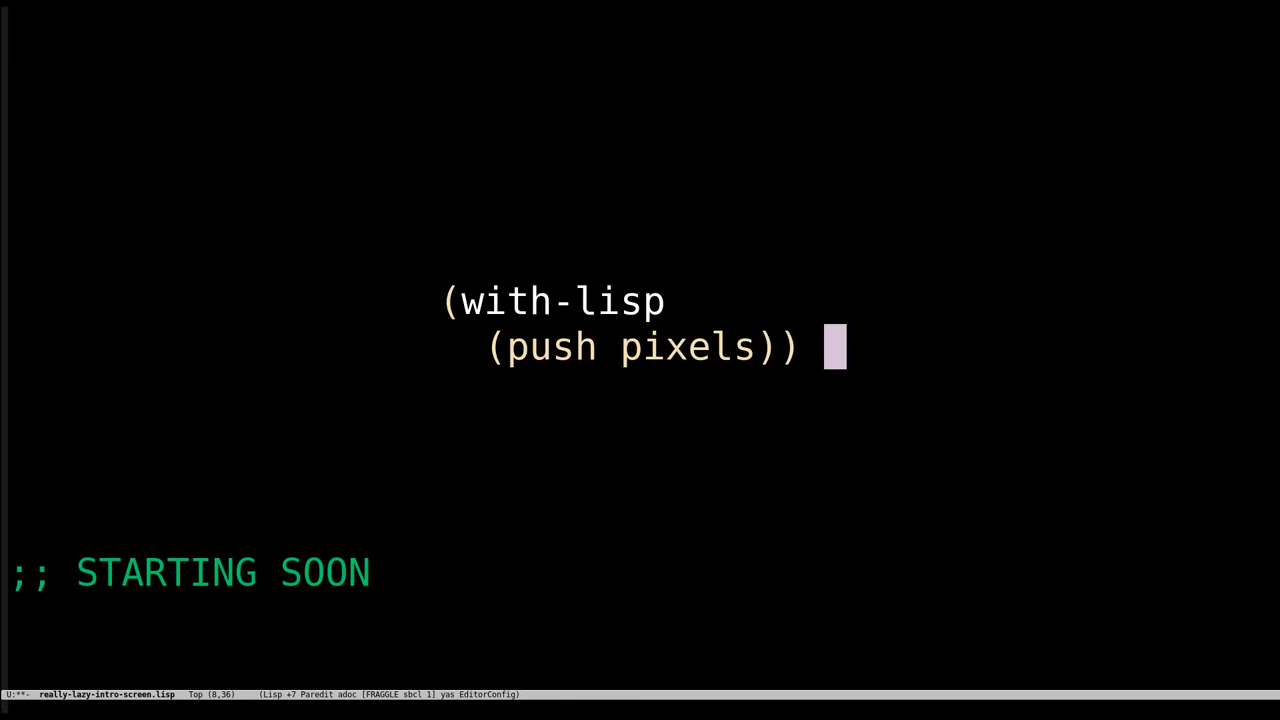 (with-lisp
(push pixels))
;; STARTING SOON
U:**- really-lazy-intro-screen.lisp Top (8,36) (Lisp +7 Paredit adoc [FRAGGLE sbcl 1] yas EditorConfig)